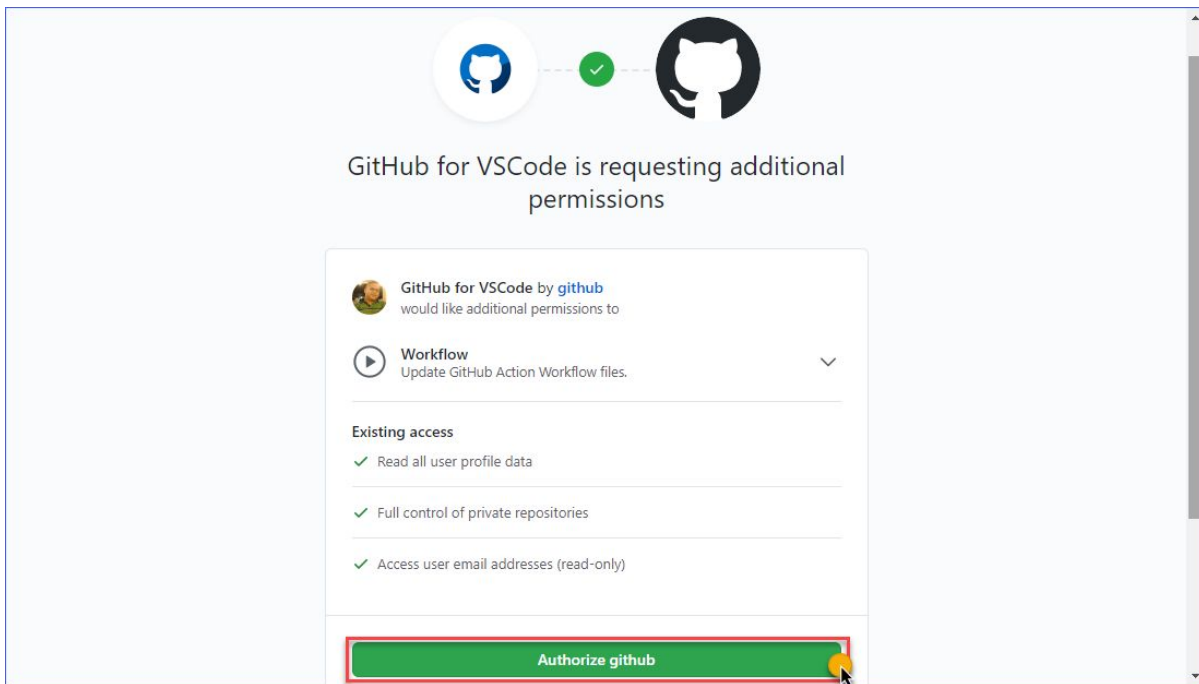 GitHub for VSCode is requesting additional
permissions
GitHub for VSCode by github
would like additional permissions to
Workflow
Update GitHub Action Workflow files.
Existing access
Read all user profile data
Full control of private repositories
Access user email addresses (read-only)
Authorize github